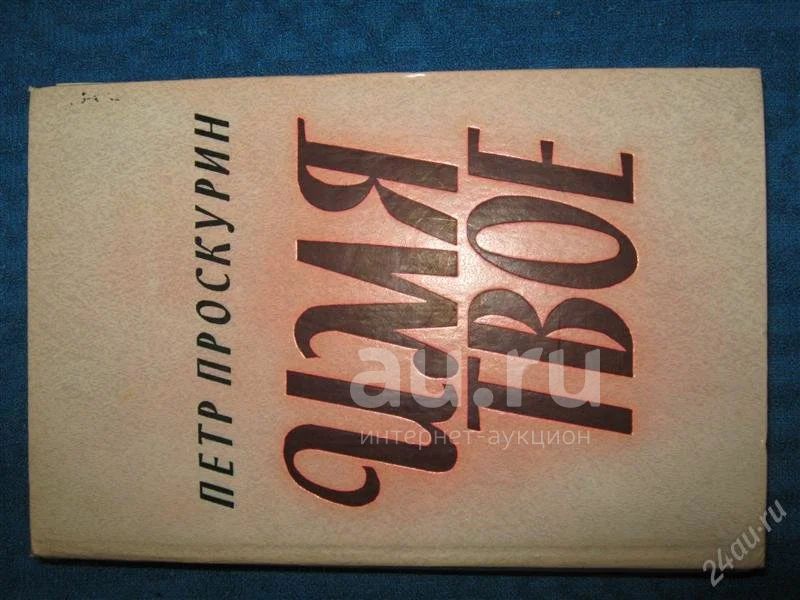 ПЕТР ПРОСКУРИН
ИМЯ
ТВОЕ
au.ru
интернет-аукцион
24au.ru